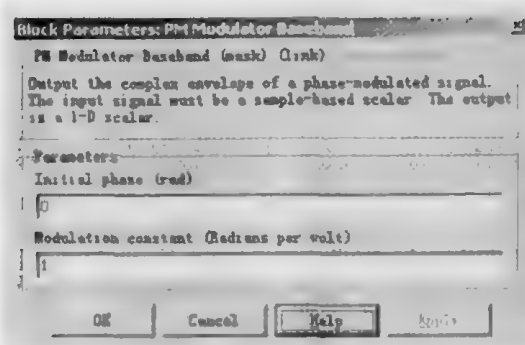 Block Parameters: PM Modulator Baseband
PM Modulator Baseband (mask) (link)
Output the complex envelope of a phase-modulated signal.
The input signal must be a sample-based scalar. The output
is a 1-D scalar.
Parameters
Initial phase (rad)
0
Modulation constant (Radians per volt)
1
OK
Cancel
Help
Apply